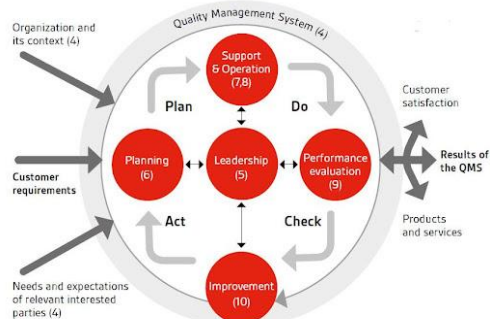 Quality Management System (4)
Organization and
its context (4)
Support
& Operation
(7,8)
Plan
Do
Customer
satisfaction
Planning
(6)
Leadership
(5)
Performance
evaluation
(9)
Results of
the QMS
Customer
requirements
Act
Check
Products
and services
Needs and expectations
of relevant interested
parties (4)
Improvement
(10)